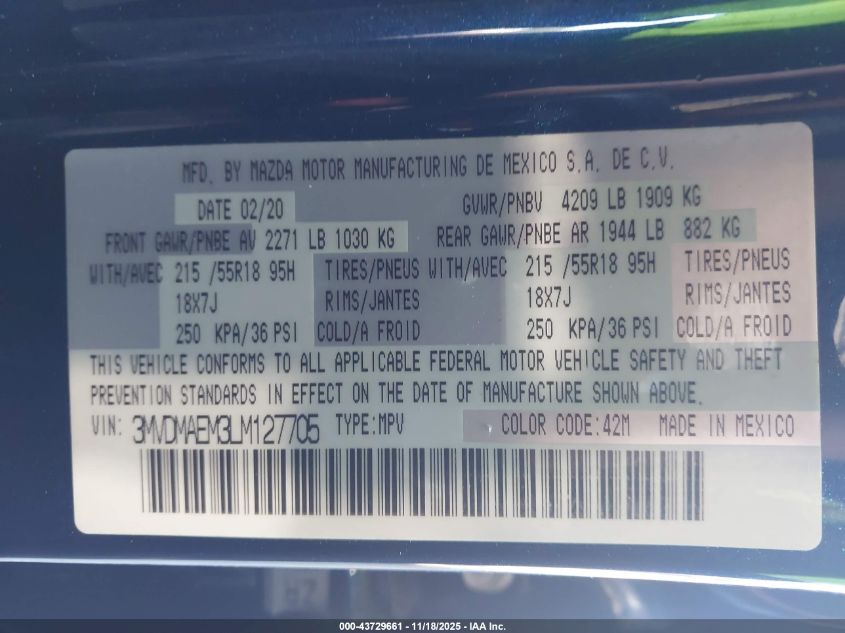 MFD. BY MAZDA MOTOR MANUFACTURING DE MEXICO S.A. DE C.V.
DATE 02/20 GVWR/PNBV 4209 LB 1909 KG
FRONT GAWR/PNBE AV 2271 LB 1030 KG REAR GAWR/PNBE AR 1944 LB 882 KG
WITH/AVEC 215 /55R18 95H TIRES/PNEUS WITH/AVEC 215 /55R18 95H TIRES/PNEUS
18X7J RIMS/JANTES 18X7J RIMS/JANTES
250 KPA/36 PSI COLD/A FROID 250 KPA/36 PSI COLD/A FROID
THIS VEHICLE CONFORMS TO ALL APPLICABLE FEDERAL MOTOR VEHICLE SAFETY AND THEFT
PREVENTION STANDARDS IN EFFECT ON THE DATE OF MANUFACTURE SHOWN ABOVE.
VIN: 3MVDMAEM3LM127705 TYPE:MPV COLOR CODE:42M MADE IN MEXICO
000-43729661 - 11/18/2025 - IAA Inc.